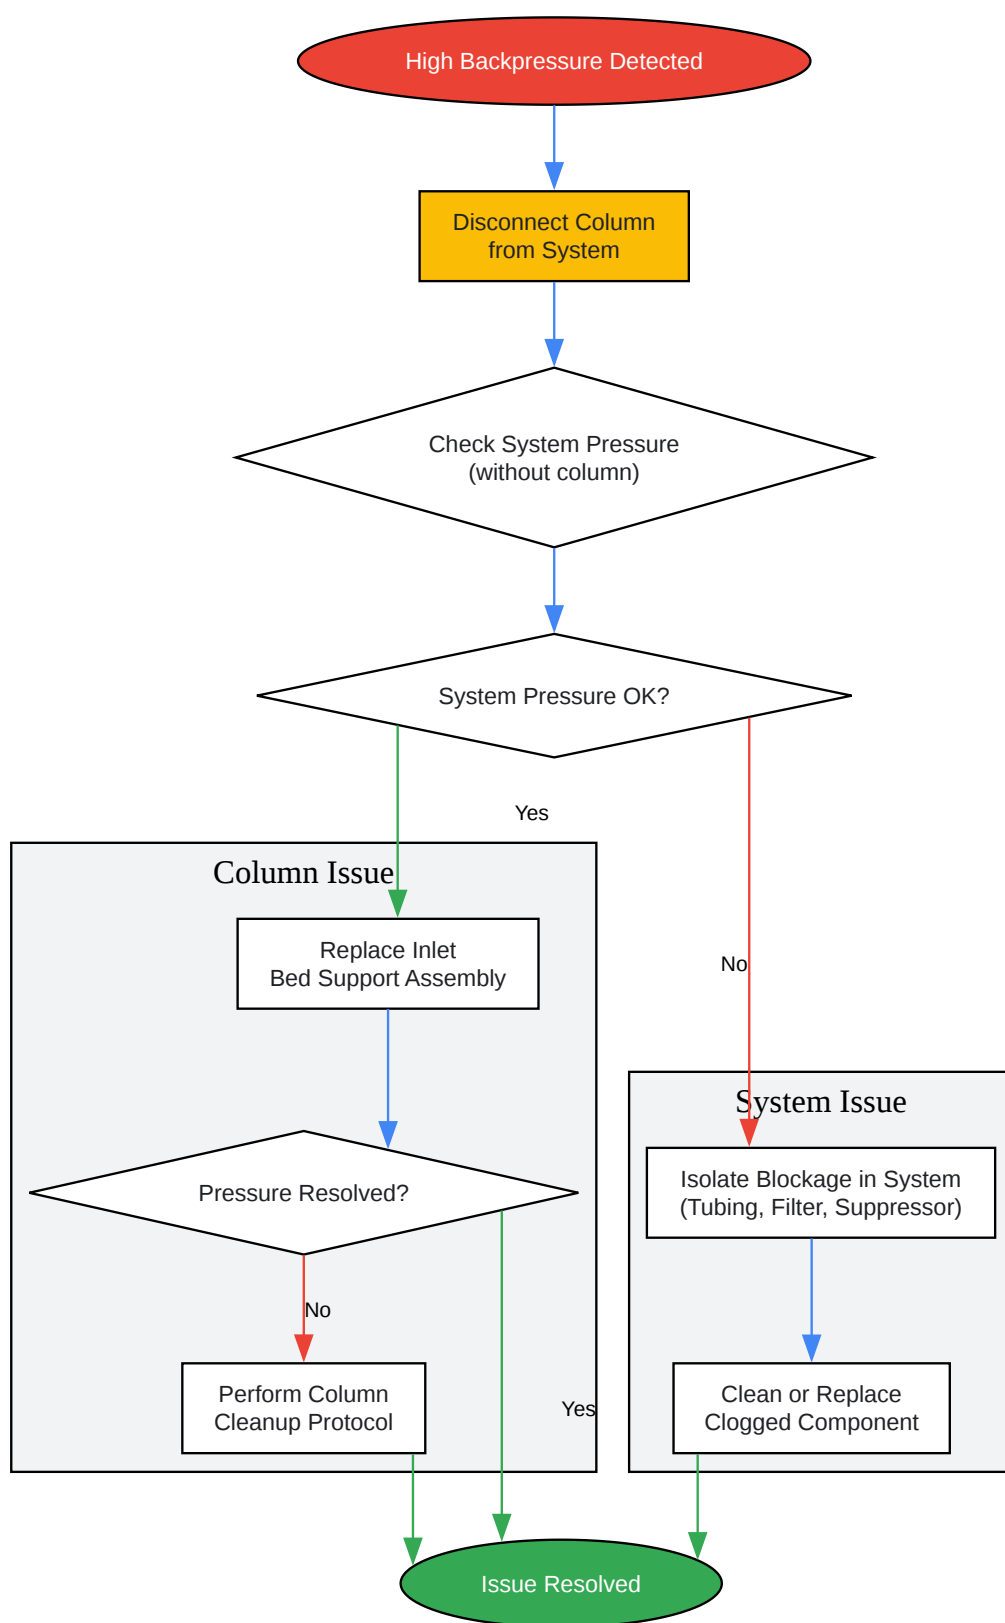 High Backpressure Detected
Disconnect Column
from System
Check System Pressure
(without column)
System Pressure OK?
Yes
Column Issue
Replace Inlet
Bed Support Assembly
No
System Issue
Isolate Blockage in System
(Tubing, Filter, Suppressor)
Pressure Resolved?
No
Perform Column
Cleanup Protocol
Yes
Clean or Replace
Clogged Component
Issue Resolved